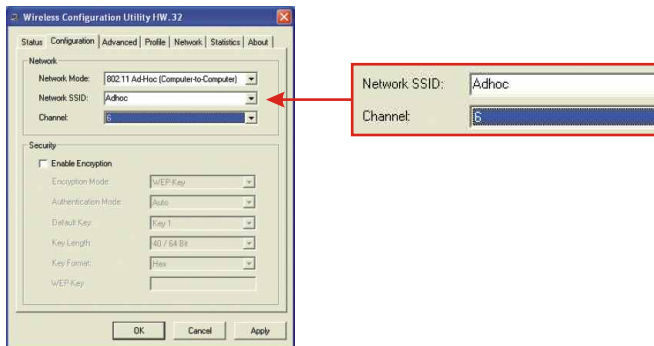 Wireless Configuration Utility HW.32
Status Configuration Advanced Profile Network Statistics About
Network
Network Mode: 802.11 Ad-Hoc (Computer-to-Computer)
Network SSID: Adhoc
Channel: 6
Security
Enable Encryption
Encryption Mode: WEP-Key
Authentication Mode: Auto
Default Key: Key 1
Key Length: 40 / 64 Bit
Key Format: Hex
WEP-Key:
OK Cancel Apply
Network SSID: Adhoc
Channel: 6